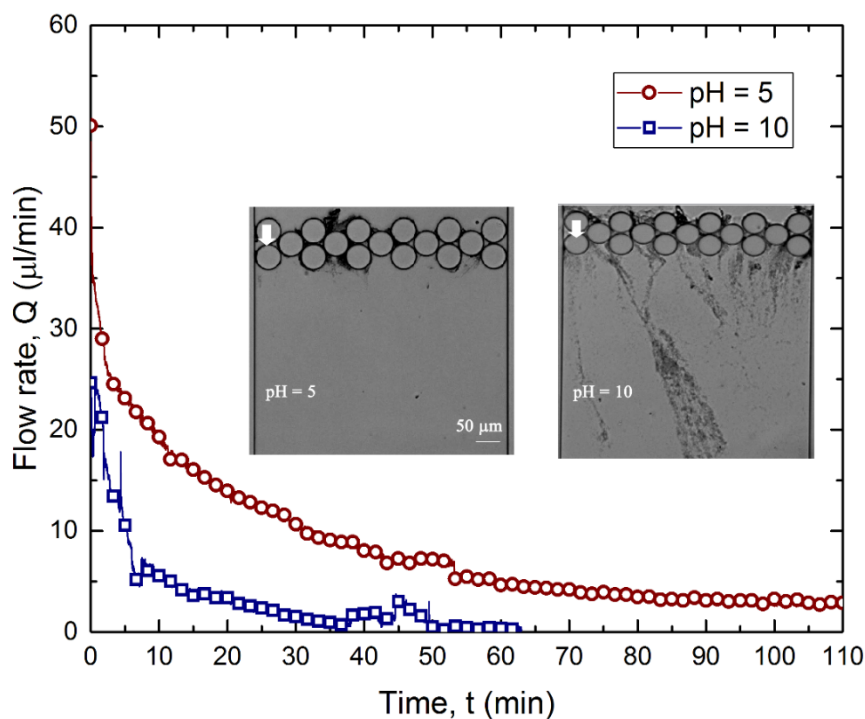 60
50
40
30
20
10
0
Flow rate, Q (μl/min)
pH = 5
pH = 10
pH = 5
50 μm
pH = 10
0 10 20 30 40 50 60 70 80 90 100 110
Time, t (min)